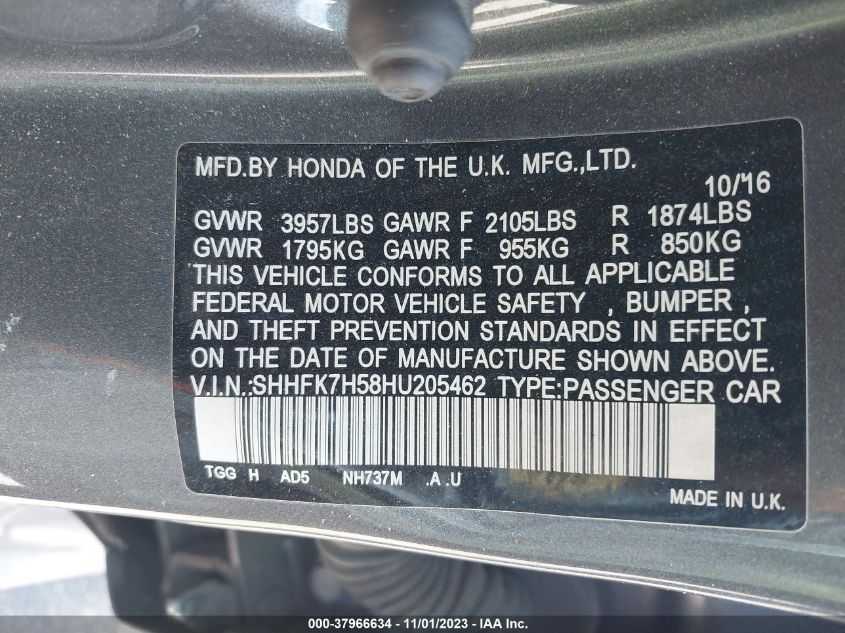 MFD.BY HONDA OF THE U.K. MFG.,LTD.
10/'16
GVWR 3957LBS GAWR F 2105LBS R 1874LBS
GVWR 1795KG GAWR F 955KG R 850KG
THIS VEHICLE CONFORMS TO ALL APPLICABLE
FEDERAL MOTOR VEHICLE SAFETY , BUMPER ,
AND THEFT PREVENTION STANDARDS IN EFFECT
ON THE DATE OF MANUFACTURE SHOWN ABOVE.
V.I.N.:SHHFK7H58HU205462 TYPE:PASSENGER CAR
TGG H AD5 NH737M .A .U
MADE IN U.K.
000-37966634 - 11/01/2023 - IAA Inc.